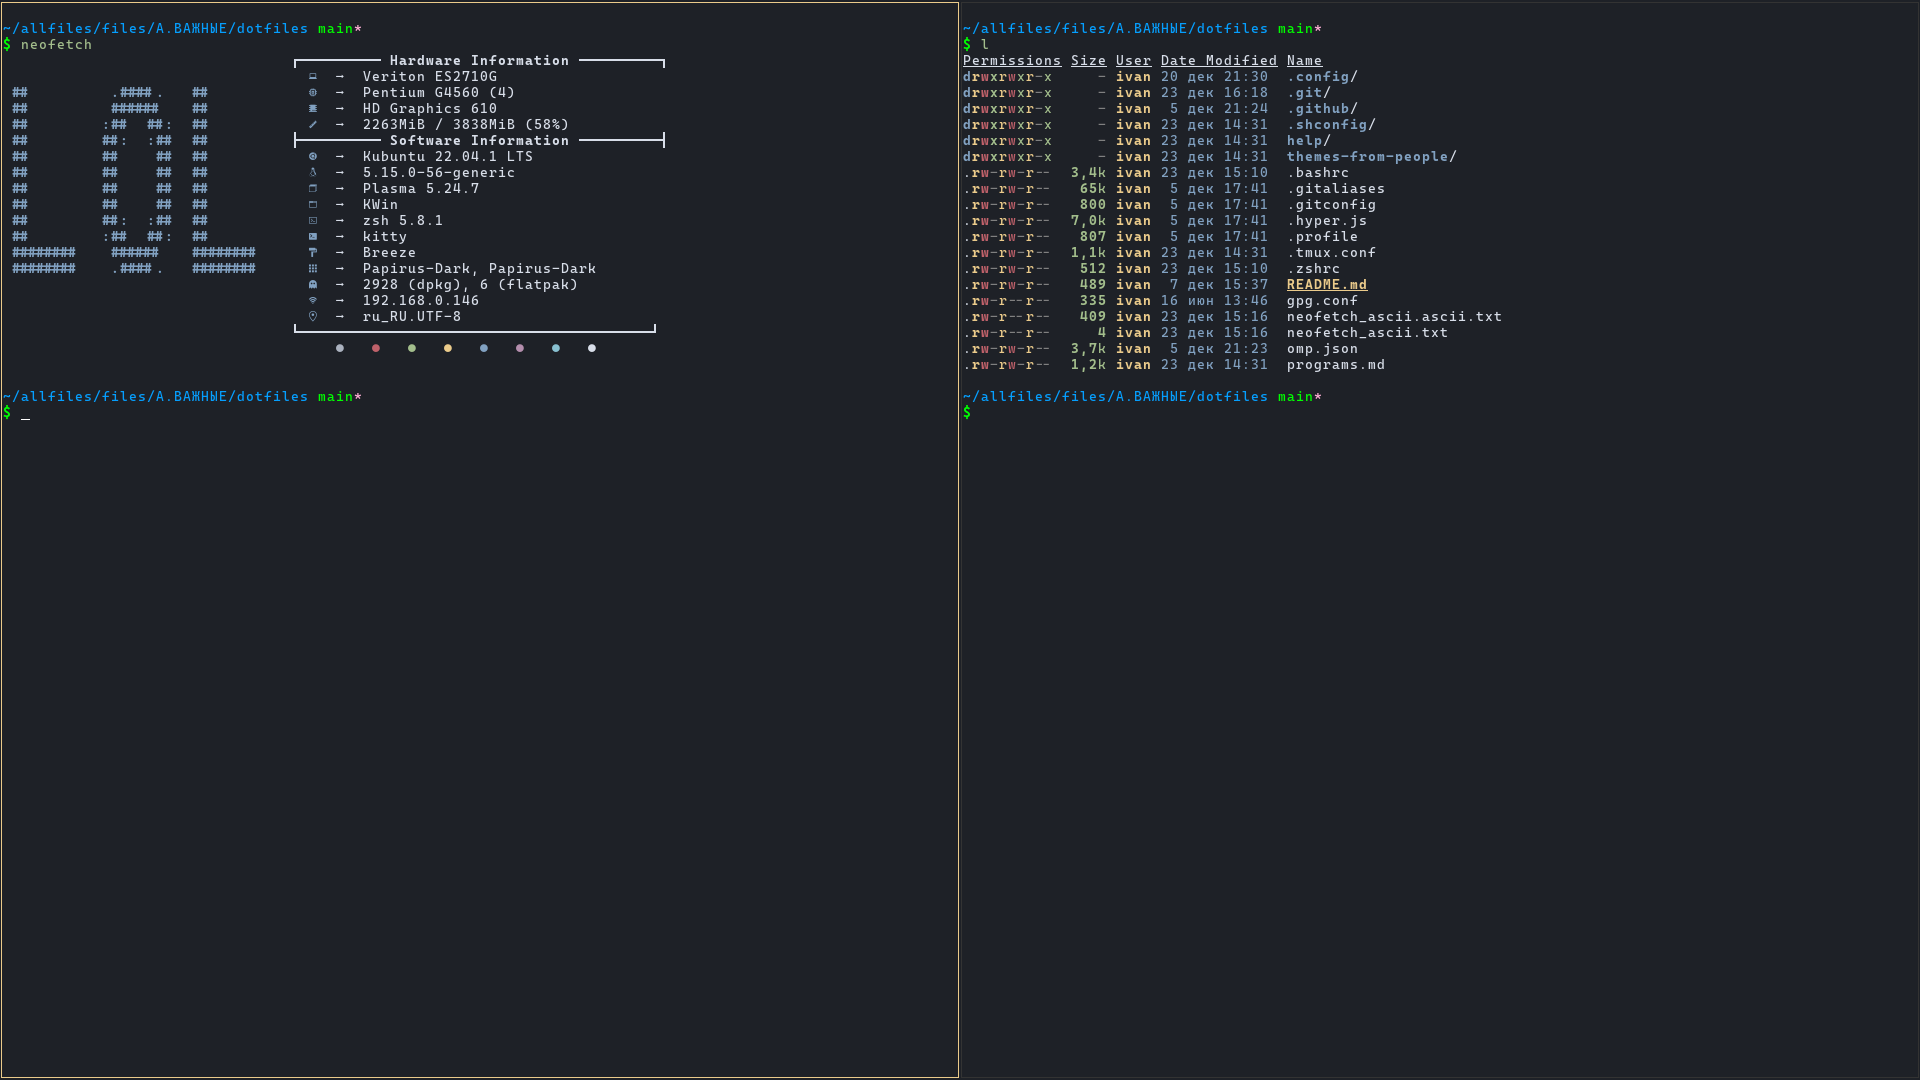 ~/allfiles/files/А.ВАЖНЫЕ/dotfiles main*
$ neofetch
Hardware Information
→ Veriton ES2710G
## .####. ## → Pentium G4560 (4)
## ###### ## → HD Graphics 610
## :## ##: ## → 2263MiB / 3838MiB (58%)
## ##: :## ## Software Information
## ## ## ## → Kubuntu 22.04.1 LTS
## ## ## ## → 5.15.0-56-generic
## ## ## ## → Plasma 5.24.7
## ## ## ## → KWin
## ##: :## ## → zsh 5.8.1
## :## ##: ## → kitty
######## ###### ######## → Breeze
######## .####. ######## → Papirus-Dark, Papirus-Dark
→ 2928 (dpkg), 6 (flatpak)
→ 192.168.0.146
→ ru_RU.UTF-8
~/allfiles/files/А.ВАЖНЫЕ/dotfiles main*
$ _
~/allfiles/files/А.ВАЖНЫЕ/dotfiles main*
$ l
Permissions Size User Date Modified Name
drwxrwxr-x - ivan 20 дек 21:30 .config/
drwxrwxr-x - ivan 23 дек 16:18 .git/
drwxrwxr-x - ivan 5 дек 21:24 .github/
drwxrwxr-x - ivan 23 дек 14:31 .shconfig/
drwxrwxr-x - ivan 23 дек 14:31 help/
drwxrwxr-x - ivan 23 дек 14:31 themes-from-people/
.rw-rw-r-- 3,4k ivan 23 дек 15:10 .bashrc
.rw-rw-r-- 65k ivan 5 дек 17:41 .gitaliases
.rw-rw-r-- 800 ivan 5 дек 17:41 .gitconfig
.rw-rw-r-- 7,0k ivan 5 дек 17:41 .hyper.js
.rw-rw-r-- 807 ivan 5 дек 17:41 .profile
.rw-rw-r-- 1,1k ivan 23 дек 14:31 .tmux.conf
.rw-rw-r-- 512 ivan 23 дек 15:10 .zshrc
.rw-rw-r-- 489 ivan 7 дек 15:37 README.md
.rw-r--r-- 335 ivan 16 июн 13:46 gpg.conf
.rw-r--r-- 409 ivan 23 дек 15:16 neofetch_ascii.ascii.txt
.rw-r--r-- 4 ivan 23 дек 15:16 neofetch_ascii.txt
.rw-rw-r-- 3,7k ivan 5 дек 21:23 omp.json
.rw-rw-r-- 1,2k ivan 23 дек 14:31 programs.md
~/allfiles/files/А.ВАЖНЫЕ/dotfiles main*
$